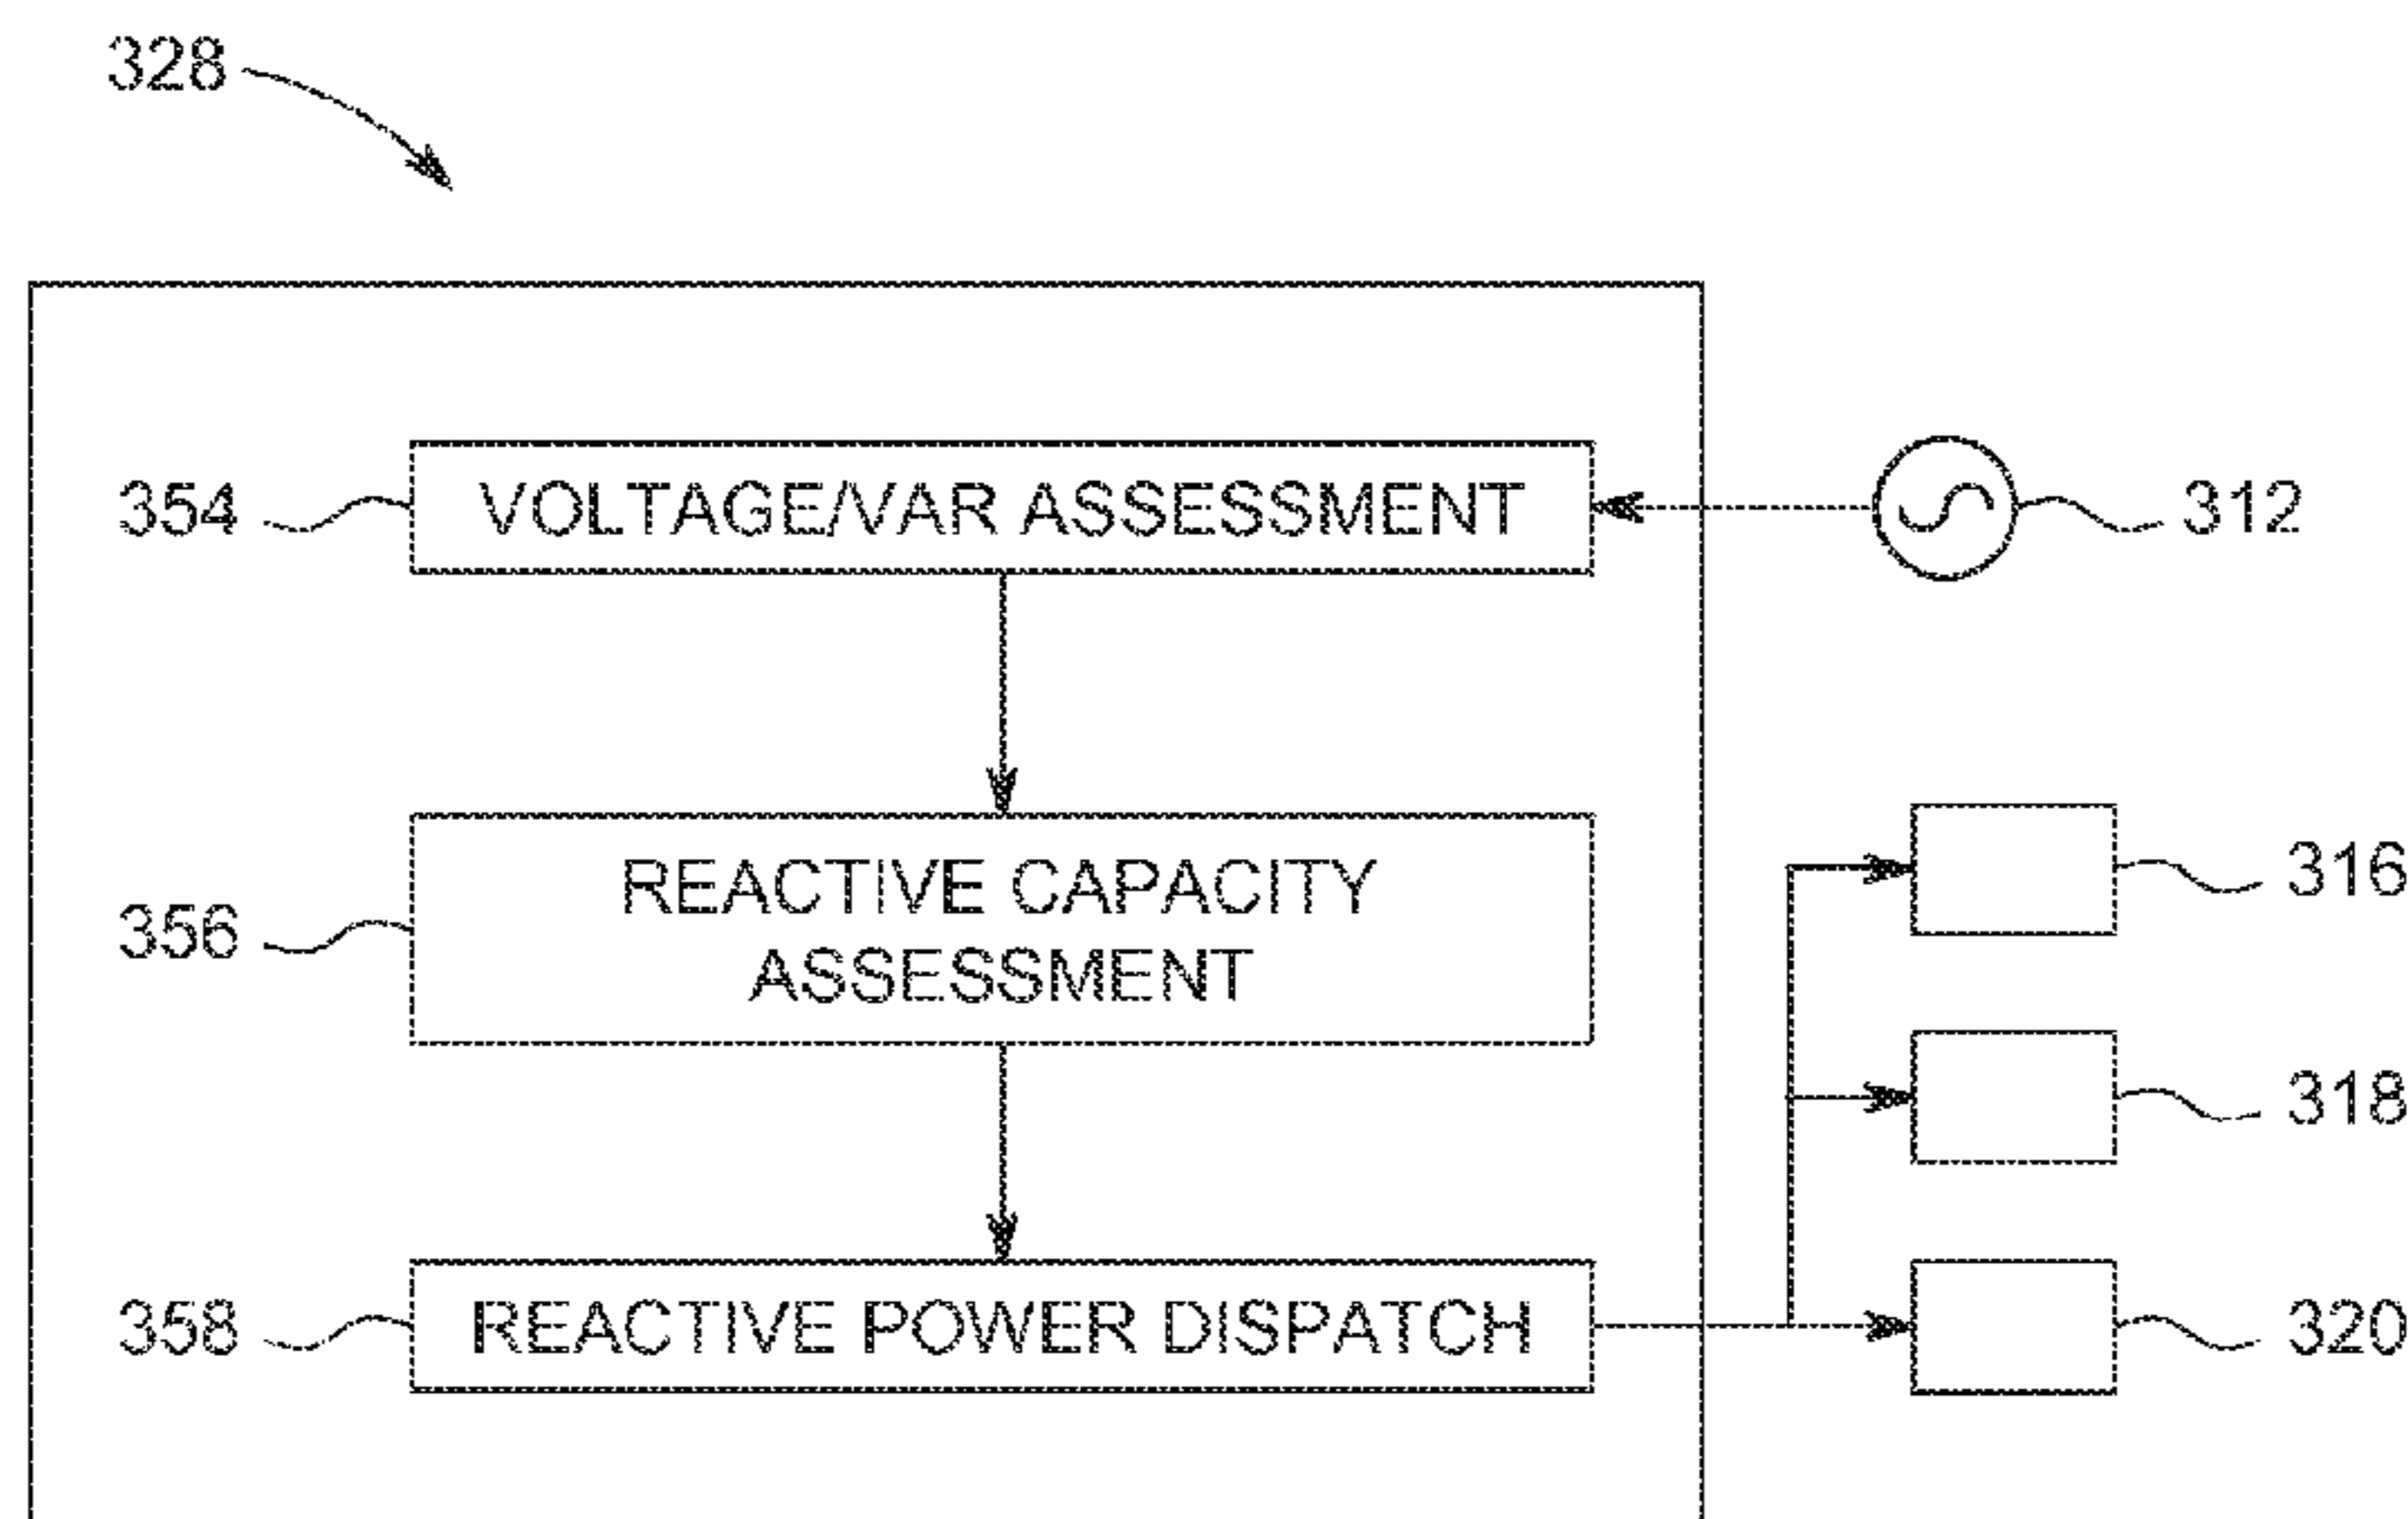 328
354
VOLTAGE/VAR ASSESSMENT
312
356
REACTIVE CAPACITY
ASSESSMENT
316
318
358
REACTIVE POWER DISPATCH
320